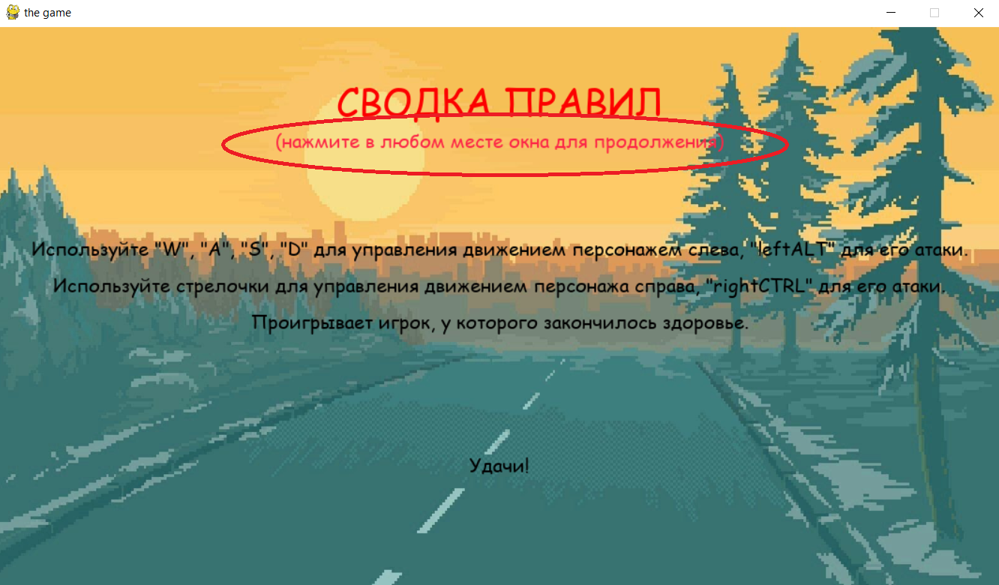 the game
СВОДКА ПРАВИЛ
(нажмите в любом месте окна для продолжения)
Используйте "W", "A", "S", "D" для управления движением персонажем слева, "leftALT" для его атаки.
Используйте стрелочки для управления движением персонажа справа, "rightCTRL" для его атаки.
Проигрывает игрок, у которого закончилось здоровье.
Удачи!